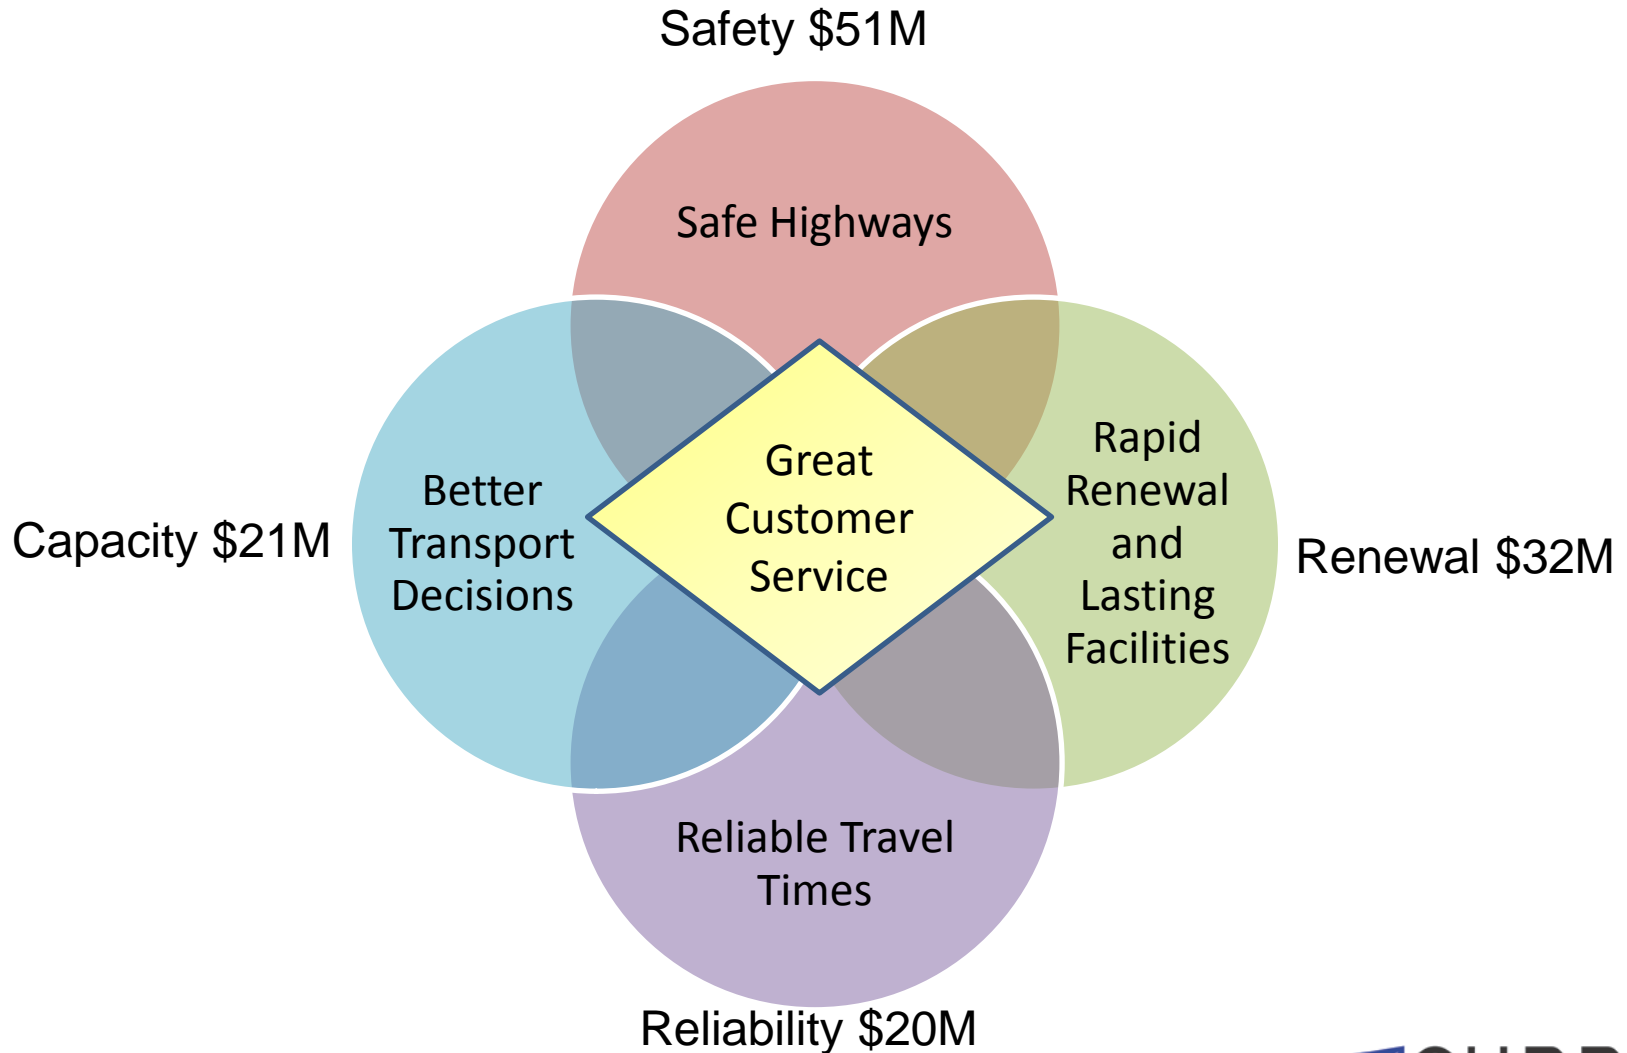 Safety $51M
Safe Highways
Better
Transport
Decisions
Capacity $21M
Great
Customer
Service
Rapid
Renewal
and
Lasting
Facilities
Renewal $32M
Reliable Travel
Times
Reliability $20M